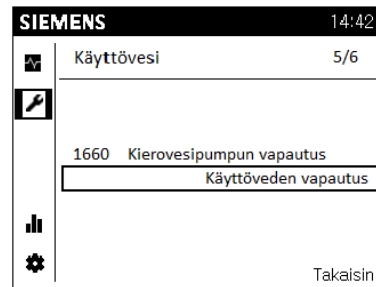 SIEMENS 14:42
Käyttövesi 5/6
1660 Kierovesipumpun vapautus
Käyttöveden vapautus
Takaisin